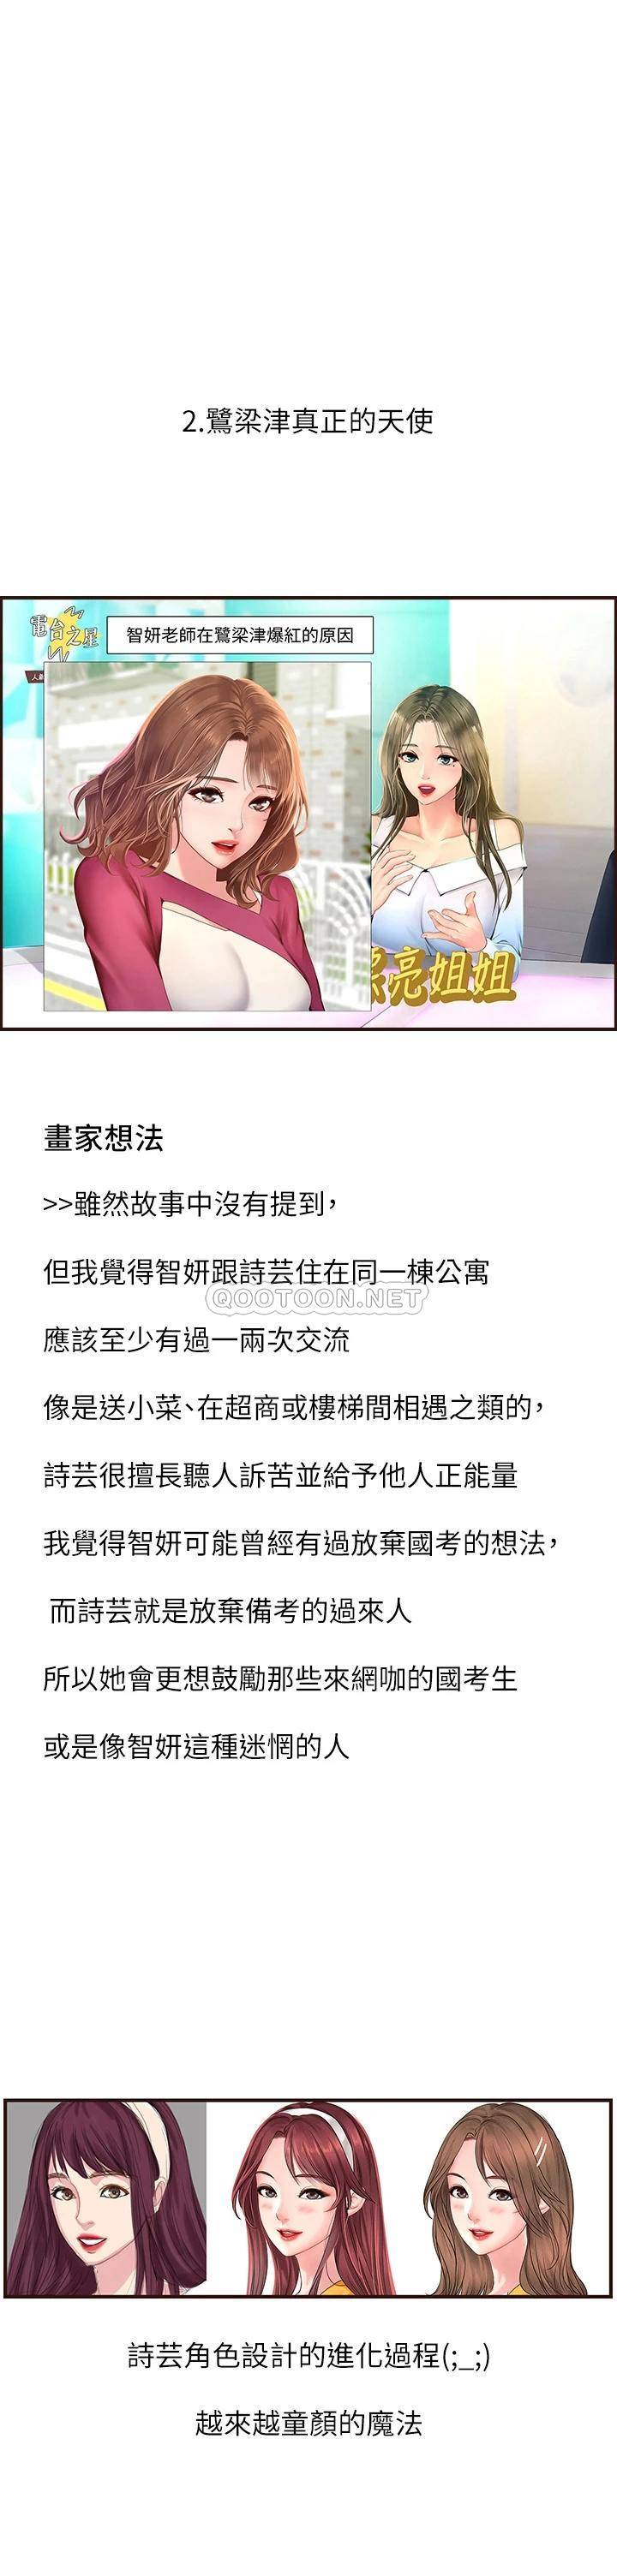 2.鷺梁津真正的天使
電台之星
智妍老師在鷺梁津爆紅的原因
亮姐姐
畫家想法
>>雖然故事中沒有提到，
但我覺得智妍跟詩芸住在同一棟公寓
QOOTOON.NET
應該至少有過一兩次交流
像是送小菜、在超商或樓梯間相遇之類的，
詩芸很擅長聽人訴苦並給予他人正能量
我覺得智妍可能曾經有過放棄國考的想法，
而詩芸就是放棄備考的過來人
所以她會更想鼓勵那些來網咖的國考生
或是像智妍這種迷惘的人
詩芸角色設計的進化過程(;_;)
越來越童顏的魔法